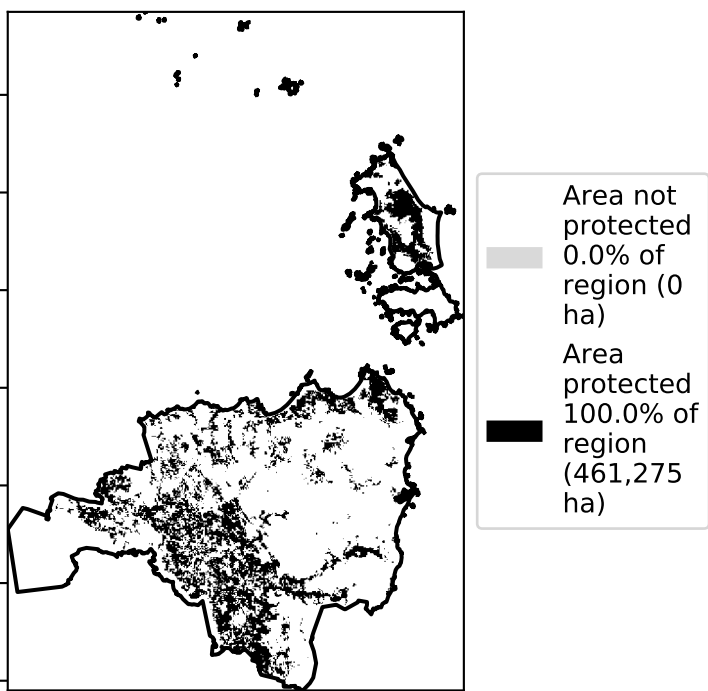 Area not
protected
0.0% of
region (0
ha)
Area
protected
100.0% of
region
(461,275
ha)